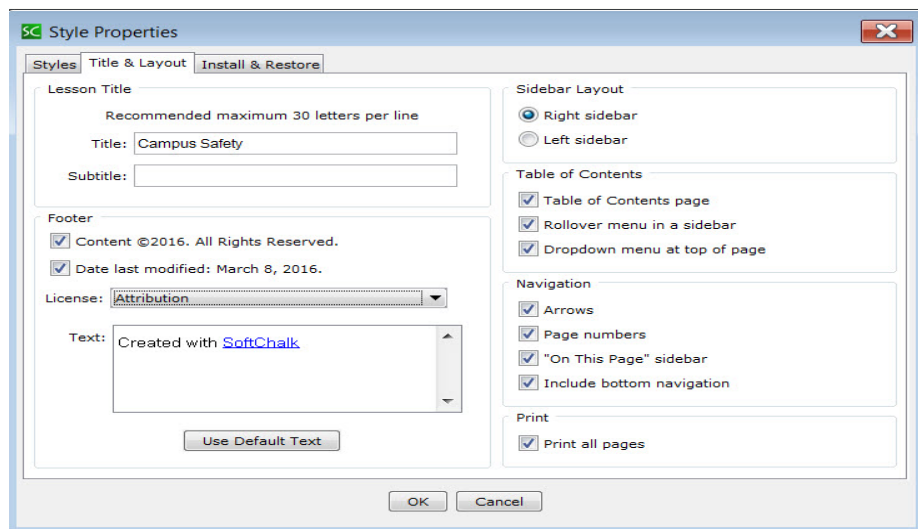 SC Style Properties
Styles Title & Layout Install & Restore
Lesson Title
Recommended maximum 30 letters per line
Title: Campus Safety
Subtitle:
Footer
Content ©2016. All Rights Reserved.
Date last modified: March 8, 2016.
License: Attribution
Text: Created with SoftChalk
Use Default Text
Sidebar Layout
Right sidebar
Left sidebar
Table of Contents
Table of Contents page
Rollover menu in a sidebar
Dropdown menu at top of page
Navigation
Arrows
Page numbers
"On This Page" sidebar
Include bottom navigation
Print
Print all pages
OK Cancel